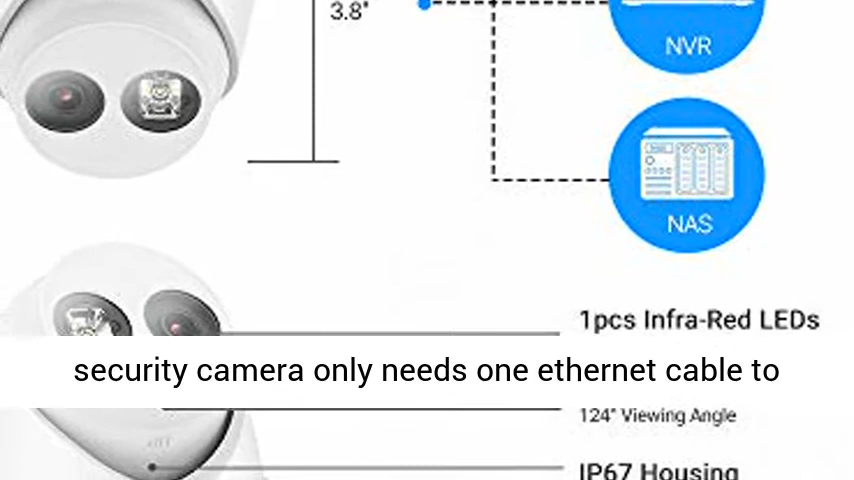 3.8"
NVR
NAS
1pcs Infra-Red LEDs
security camera only needs one ethernet cable to
124° Viewing Angle
IP67 Housing